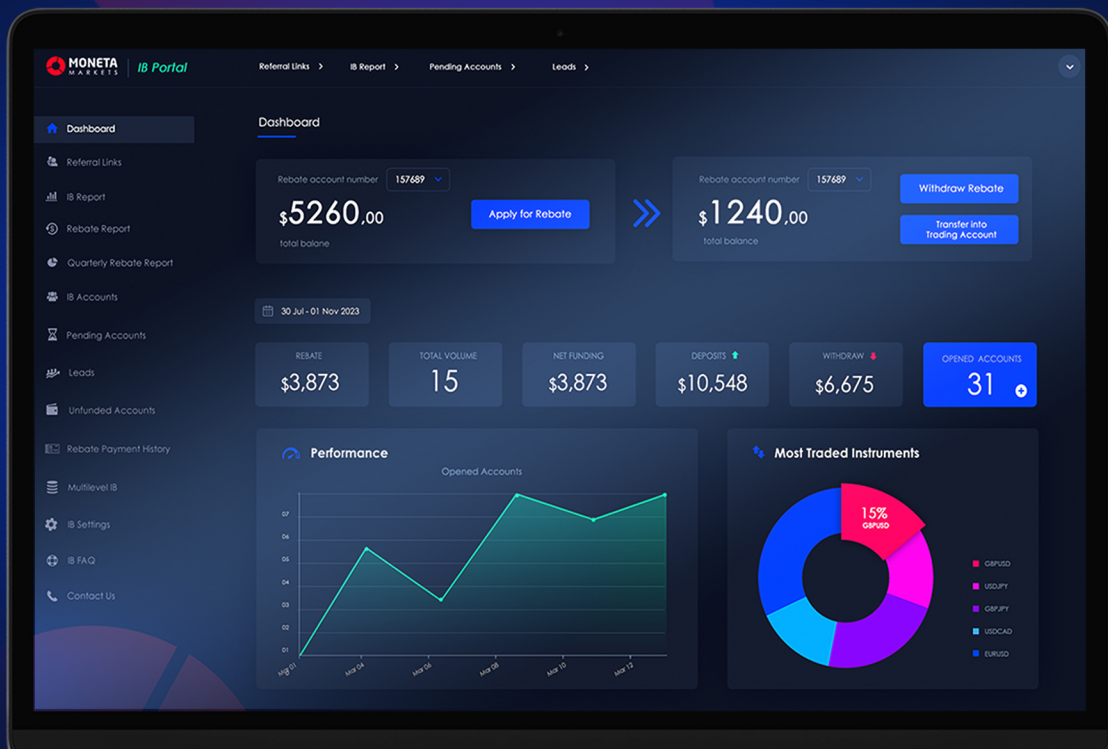 MONETA
MARKETS
IB Portal
Referral Links
IB Report
Pending Accounts
Leads
Dashboard
Referral Links
IB Report
Rebate Report
Quarterly Rebate Report
IB Accounts
Pending Accounts
Leads
Unfunded Accounts
Rebate Payment History
Multilevel IB
IB Settings
IB FAQ
Contact Us
Dashboard
Rebate account number 157689
$5260,00
total balane
Apply for Rebate
Rebate account number 157689
$1240,00
total balance
Withdraw Rebate
Transfer into
Trading Account
30 Jul - 01 Nov 2023
REBATE
$3,873
TOTAL VOLUME
15
NET FUNDING
$3,873
DEPOSITS
$10,548
WITHDRAW
$6,675
OPENED ACCOUNTS
31
Performance
Opened Accounts
07
06
05
04
03
02
01
0
Mar 01
Mar 04
Mar 06
Mar 08
Mar 10
Mar 12
Most Traded Instruments
15%
GBPUSD
GBPUSD
USDJPY
GBPJPY
USDCAD
EURUSD